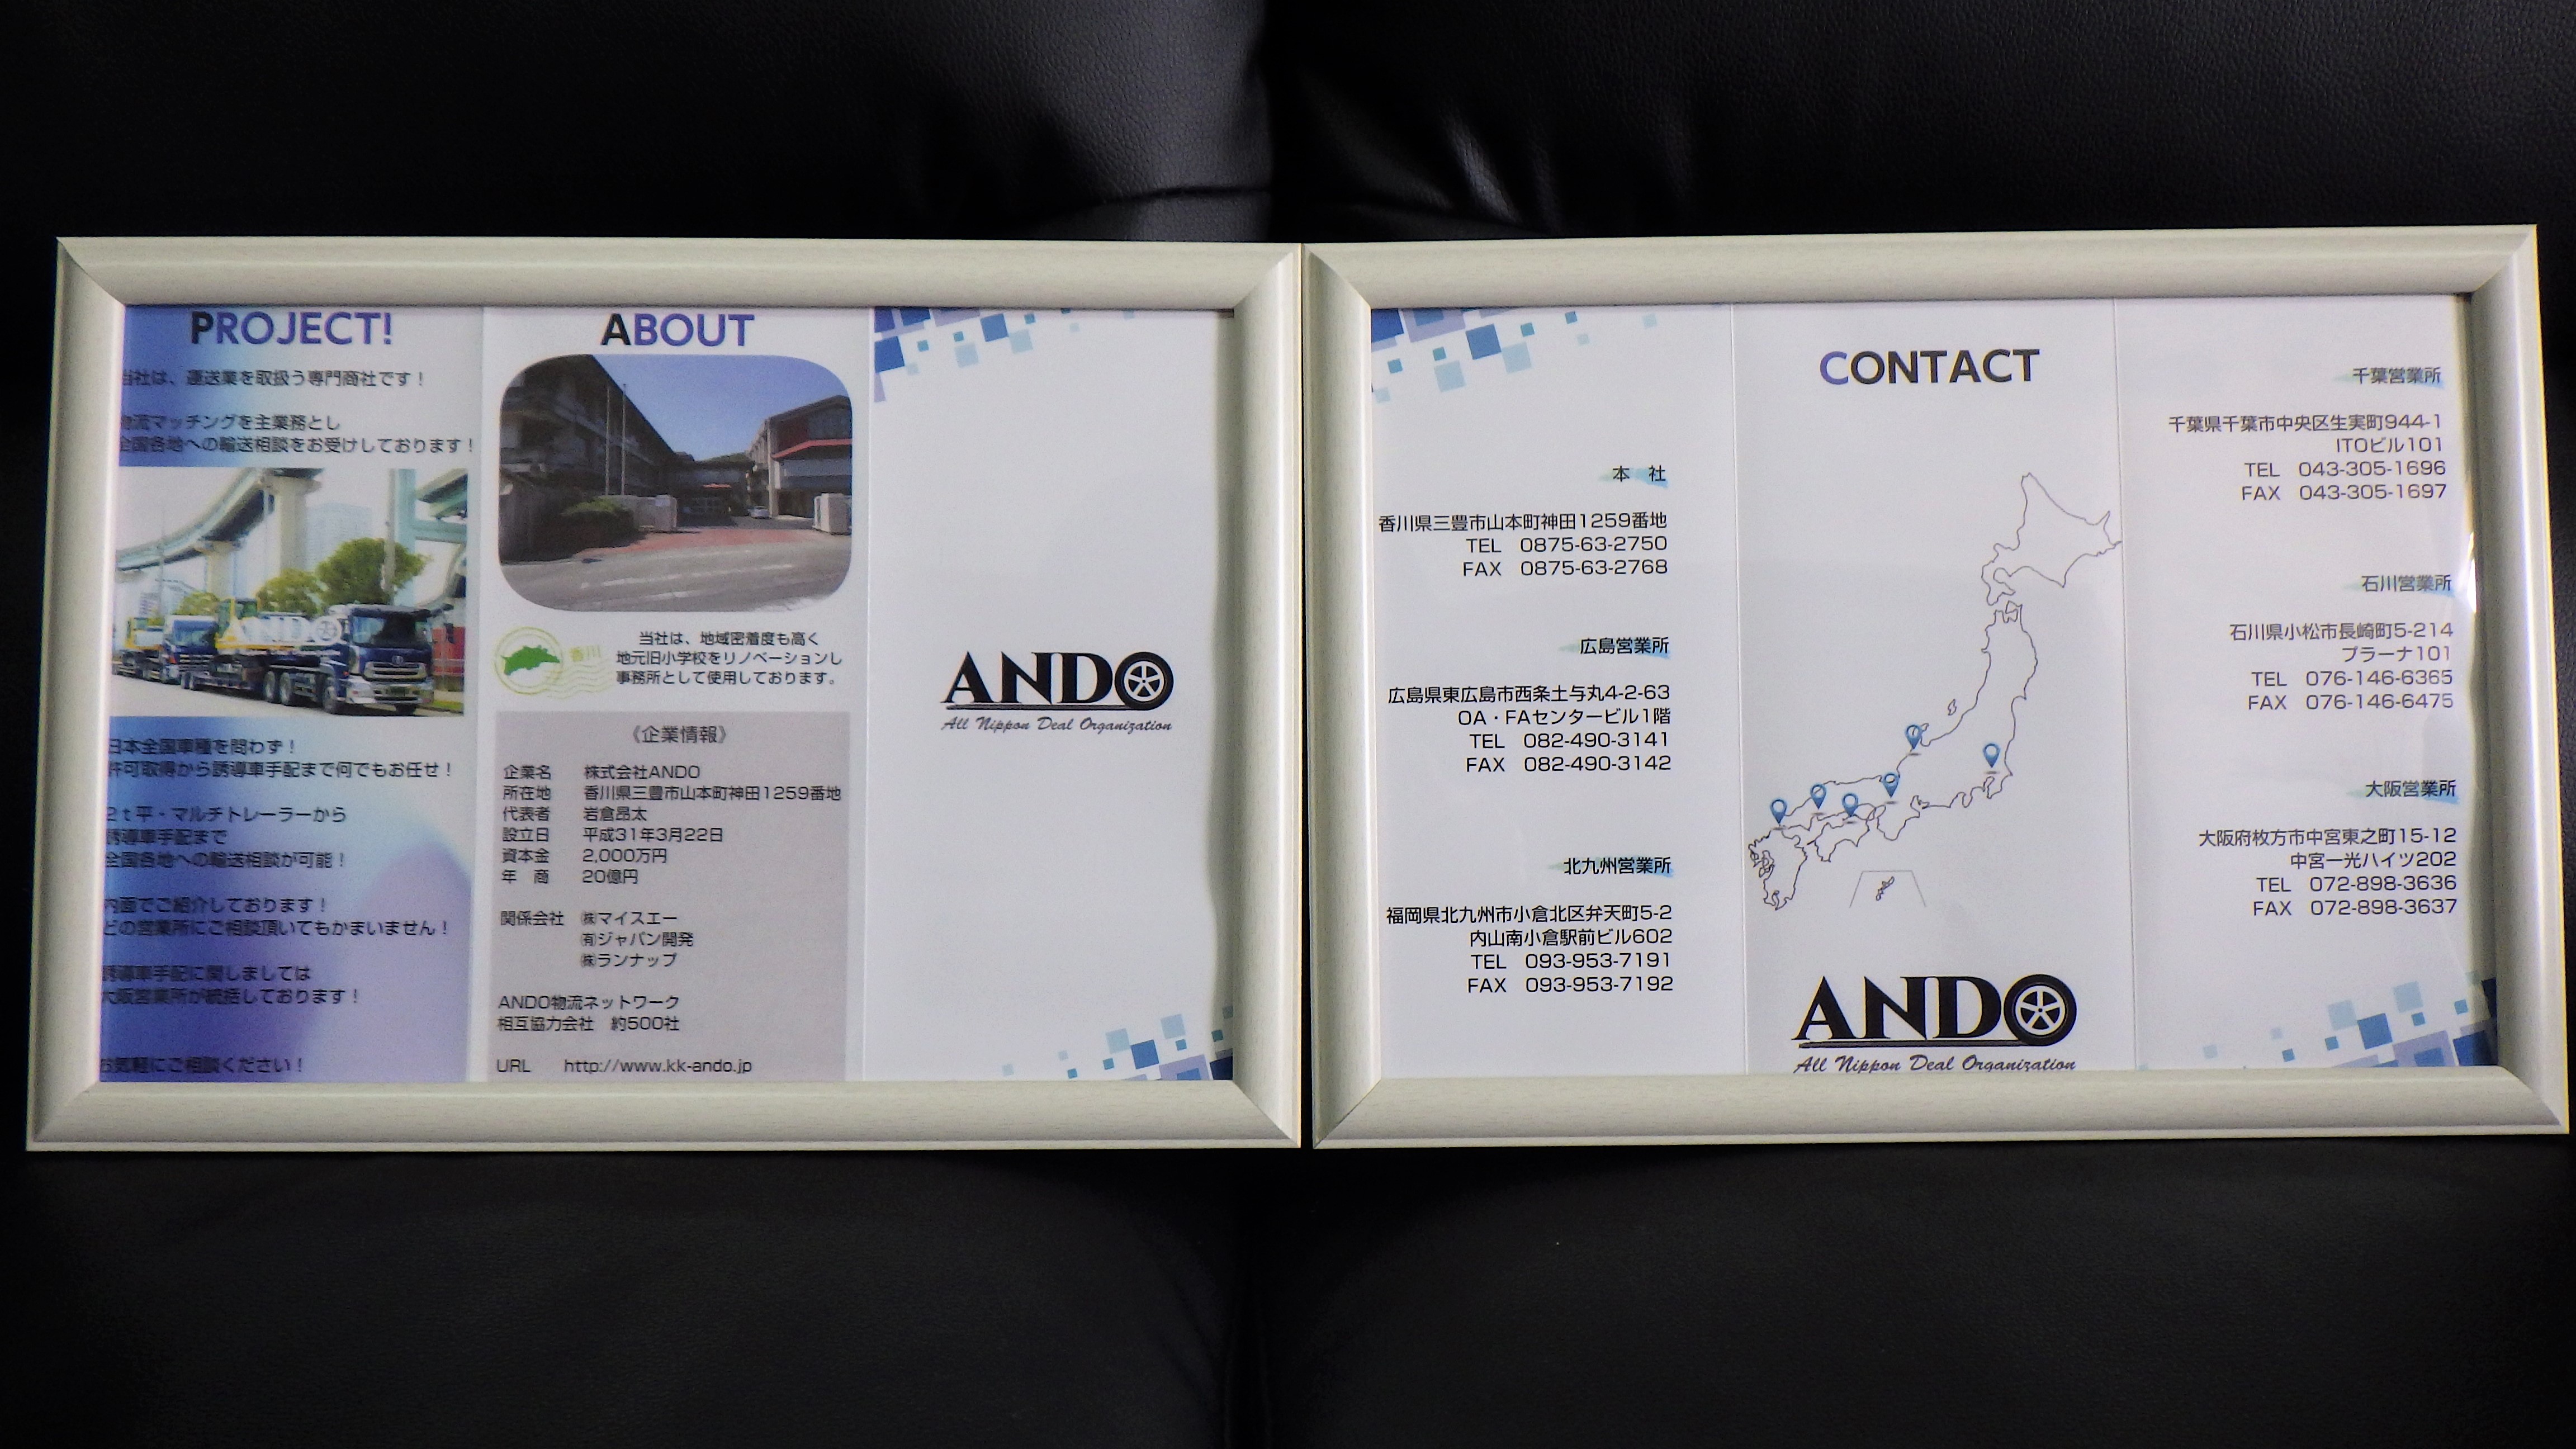 PROJECT!
当社は、運送業を取扱う専門商社です！
物流マッチングを主業務とし
全国各地への輸送相談をお受けしております！
ANDO
日本全国車種を問わず！
許可取得から誘導車手配まで何でもお任せ！
2ｔ平・マルチトレーラーから
誘導車手配まで
全国各地への輸送相談が可能！
内面でご紹介しております！
どの営業所にご相談頂いてもかまいません！
誘導車手配に関しましては
大阪営業所が統括しております！
お気軽にご相談ください！
ABOUT
香川
当社は、地域密着度も高く
地元旧小学校をリノベーションし
事務所として使用しております。
《企業情報》
企業名　株式会社ANDO
所在地　香川県三豊市山本町神田1259番地
代表者　岩倉昂太
設立日　平成31年3月22日
資本金　2,000万円
年　商　20億円
関係会社　㈱マイスエー
㈲ジャパン開発
㈱ランナップ
ANDO物流ネットワーク
相互協力会社　約500社
URL　http://www.kk-ando.jp
ANDO
All Nippon Deal Organization
本　社
香川県三豊市山本町神田1259番地
TEL　0875-63-2750
FAX　0875-63-2768
広島営業所
広島県東広島市西条土与丸4-2-63
OA・FAセンタービル1階
TEL　082-490-3141
FAX　082-490-3142
北九州営業所
福岡県北九州市小倉北区弁天町5-2
内山南小倉駅前ビル602
TEL　093-953-7191
FAX　093-953-7192
CONTACT
ANDO
All Nippon Deal Organization
千葉営業所
千葉県千葉市中央区生実町944-1
ITOビル101
TEL　043-305-1696
FAX　043-305-1697
石川営業所
石川県小松市長崎町5-214
プラーナ101
TEL　076-146-6365
FAX　076-146-6475
大阪営業所
大阪府枚方市中宮東之町15-12
中宮一光ハイツ202
TEL　072-898-3636
FAX　072-898-3637